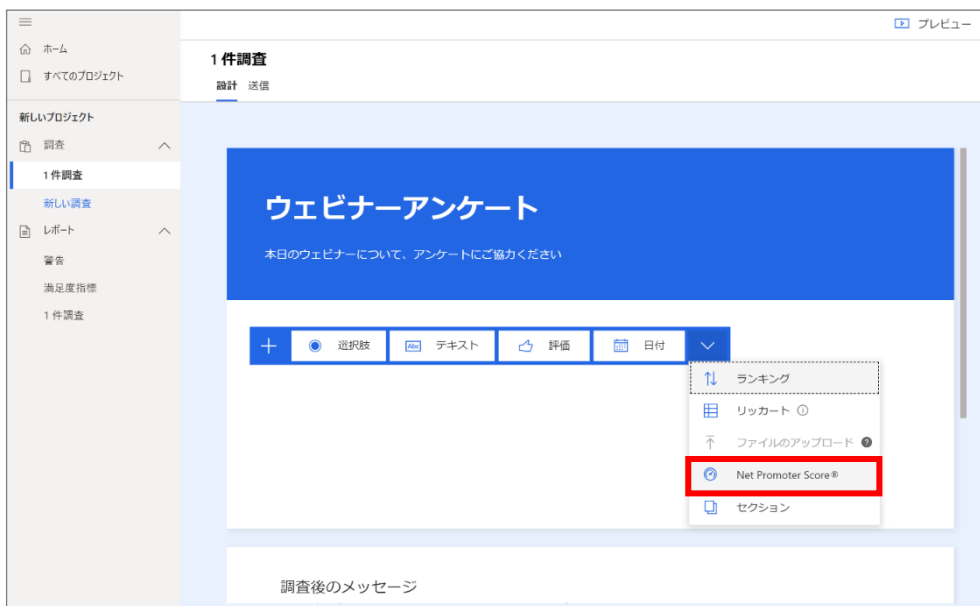 プレビュー
ホーム
すべてのプロジェクト
新しいプロジェクト
調査
1 件調査
新しい調査
レポート
警告
満足度指標
1 件調査
1 件調査
設計 送信
ウェビナーアンケート
本日のウェビナーについて、アンケートにご協力ください
選択肢 Abc テキスト 評価 日付
ランキング
リッカート
ファイルのアップロード
Net Promoter Score®
セクション
調査後のメッセージ